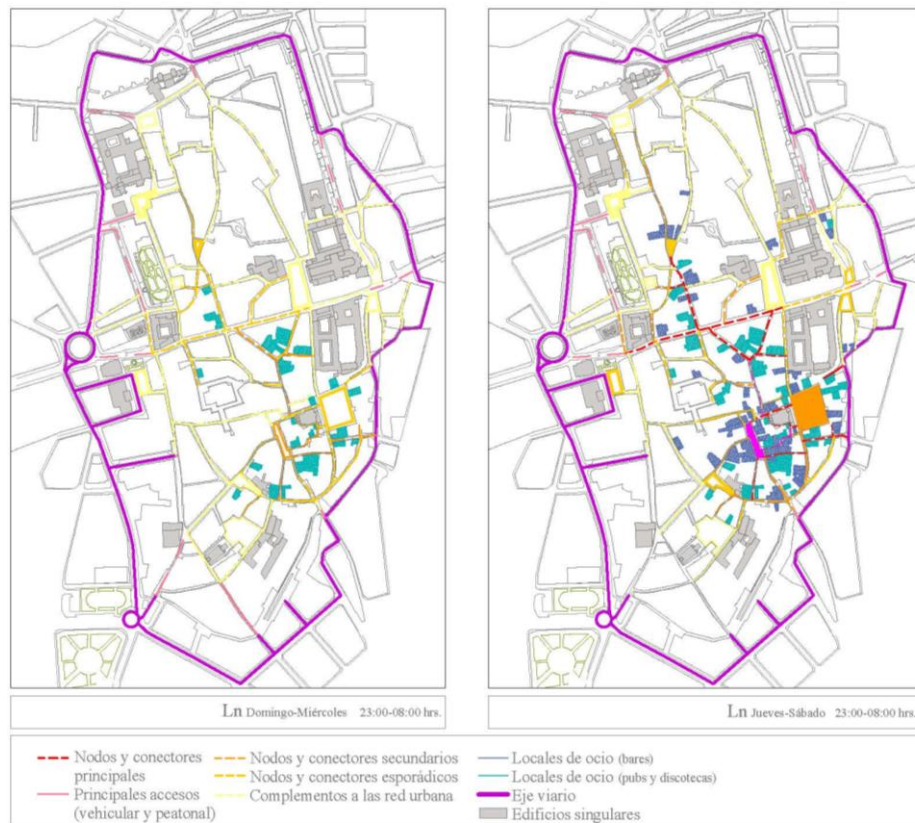 Ln Domingo-Miércoles 23:00-08:00 hrs.
Ln Jueves-Sábado 23:00-08:00 hrs.
Nodos y conectores
principales
Principales accesos
(vehicular y peatonal)
Nodos y conectores secundarios
Nodos y conectores esporádicos
Complementos a las red urbana
Locales de ocio (bares)
Locales de ocio (pubs y discotecas)
Eje viario
Edificios singulares